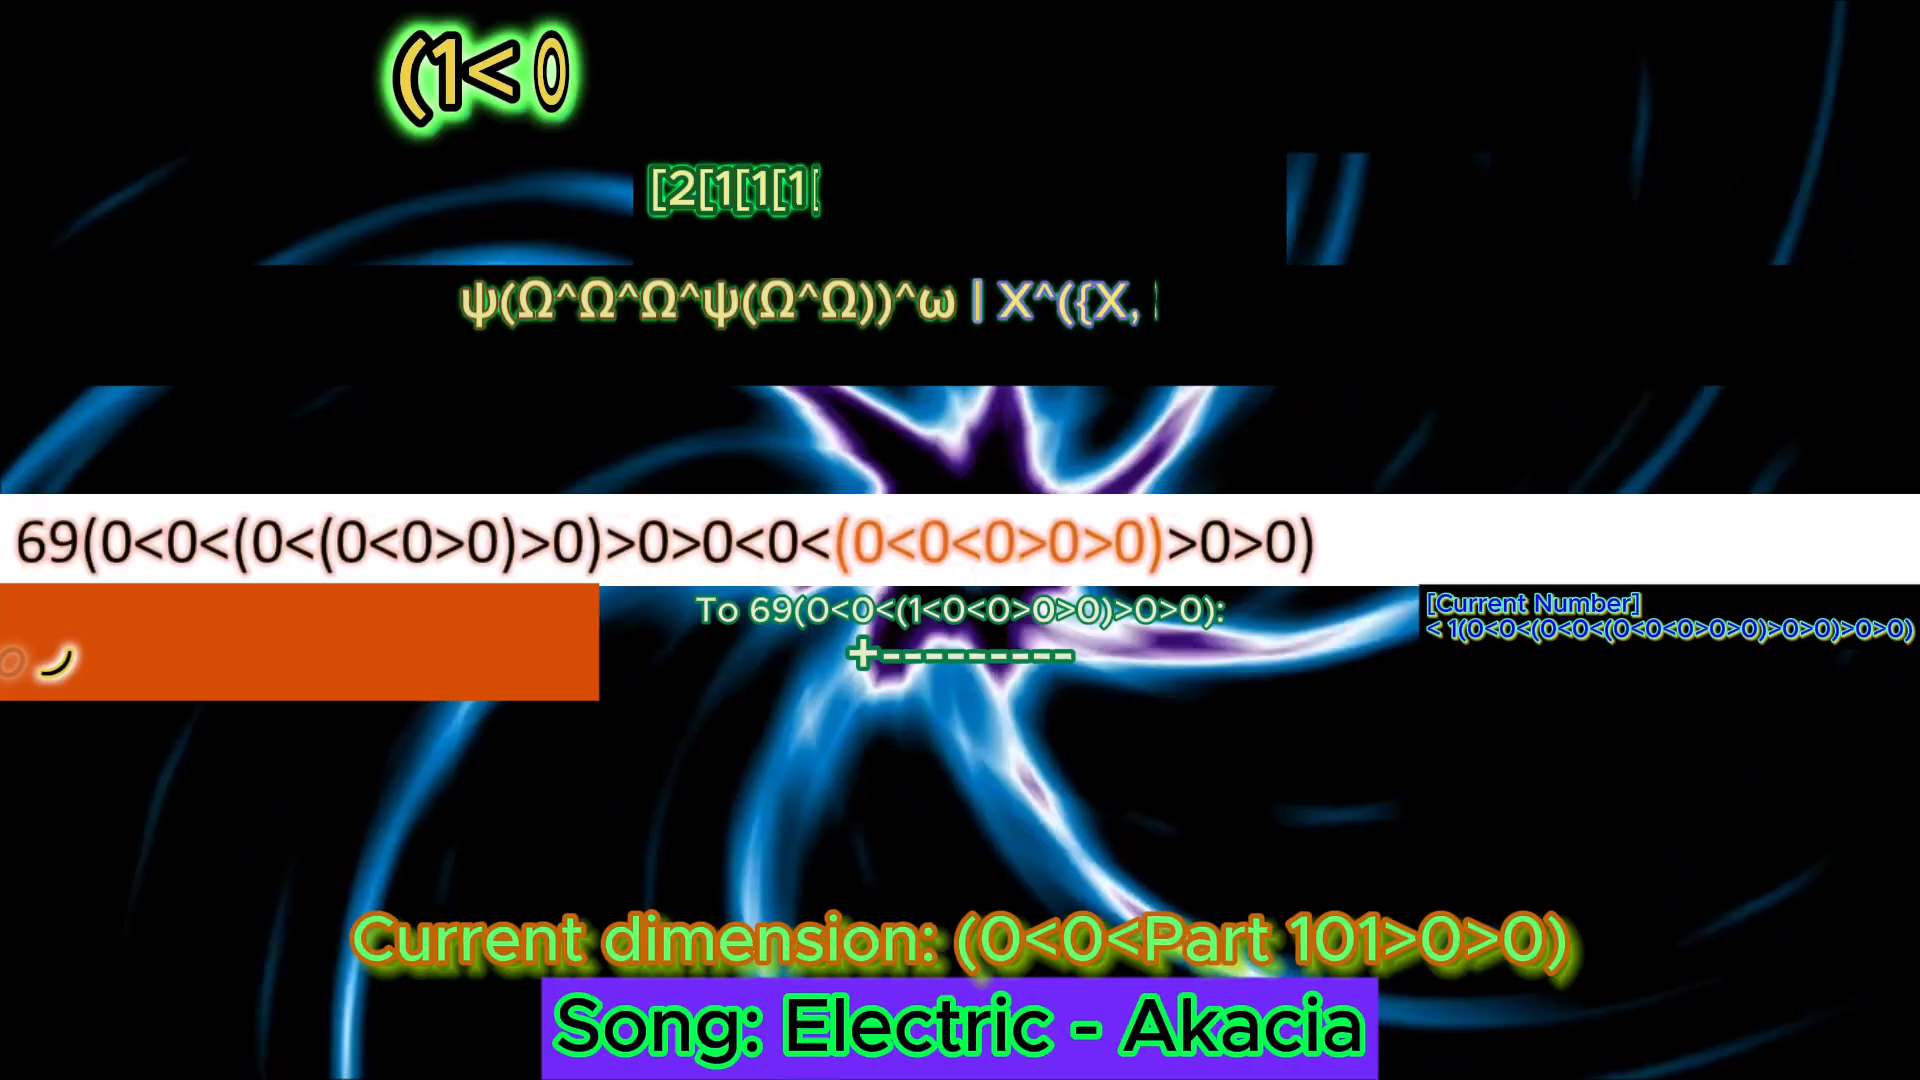 (1< 0
[2[1[1[1[
ψ(Ω^Ω^Ω^ψ(Ω^Ω))^ω | X^({X,
69(0<0<(0<(0<0>0)>0)>0>0<0<(0<0<0>0>0)>0>0)
0
To 69(0<0<(1<0<0>0>0)>0>0):
+---------
[Current Number]
< 1(0<0<(0<0<(0<0<0>0>0)>0>0)>0>0)
Current dimension: (0<0<Part 101>0>0)
Song: Electric - Akacia